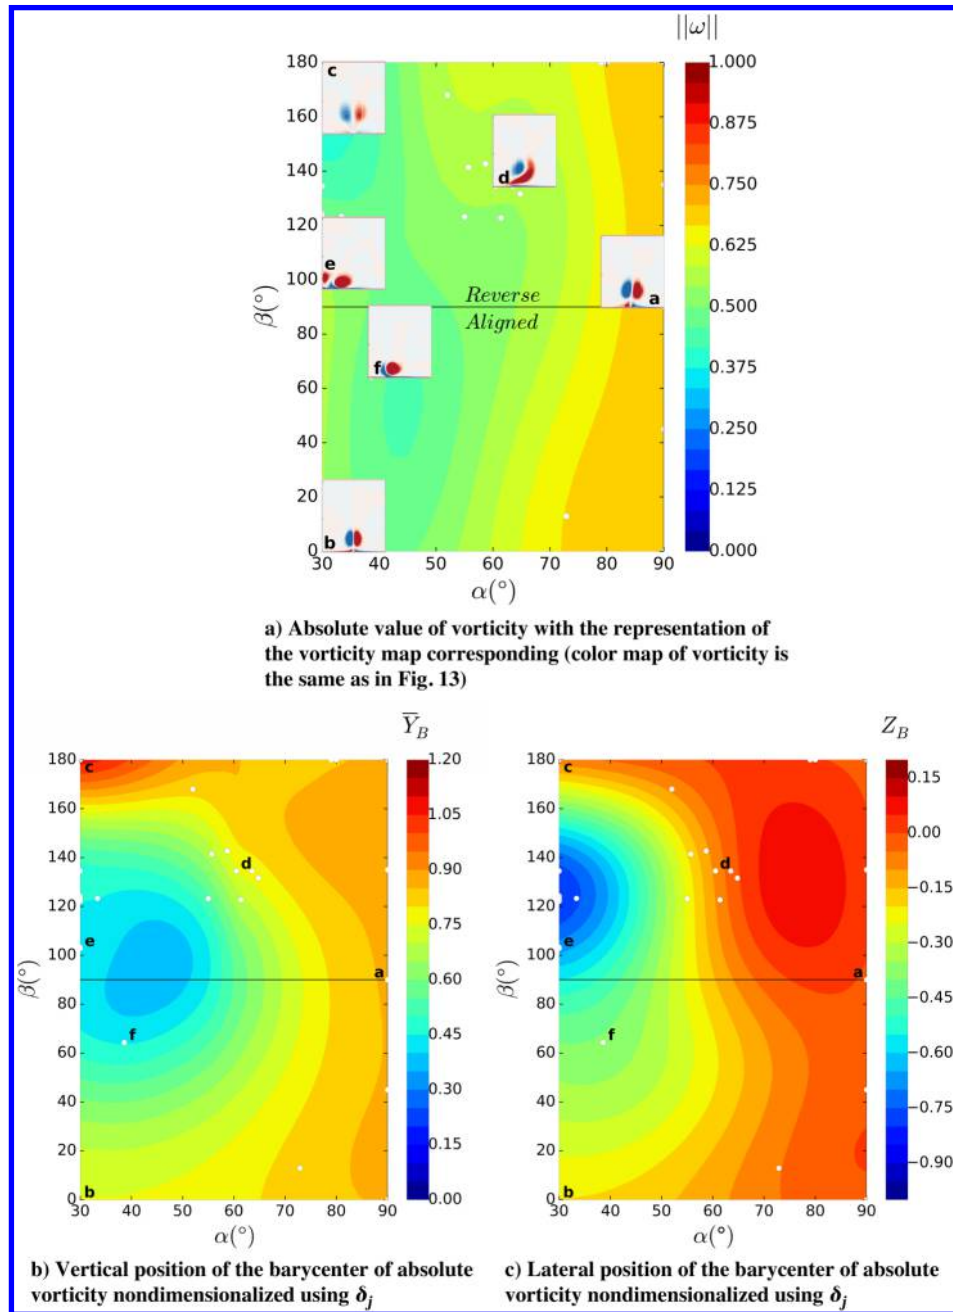 ||ω||
180
160
140
120
100
80
60
40
20
0
β(°)
c
d
e
a
f
b
Reverse
Aligned
30 40 50 60 70 80 90
α(°)
1.000
0.875
0.750
0.625
0.500
0.375
0.250
0.125
0.000
a) Absolute value of vorticity with the representation of
the vorticity map corresponding (color map of vorticity is
the same as in Fig. 13)
Y̅_B
180
160
140
120
100
80
60
40
20
0
β(°)
c
d
e
a
f
b
30 40 50 60 70 80 90
α(°)
1.20
1.05
0.90
0.75
0.60
0.45
0.30
0.15
0.00
b) Vertical position of the barycenter of absolute
vorticity nondimensionalized using δ_j
Z_B
180
160
140
120
100
80
60
40
20
0
β(°)
c
d
e
a
f
b
30 40 50 60 70 80 90
α(°)
0.15
0.00
−0.15
−0.30
−0.45
−0.60
−0.75
−0.90
c) Lateral position of the barycenter of absolute
vorticity nondimensionalized using δ_j